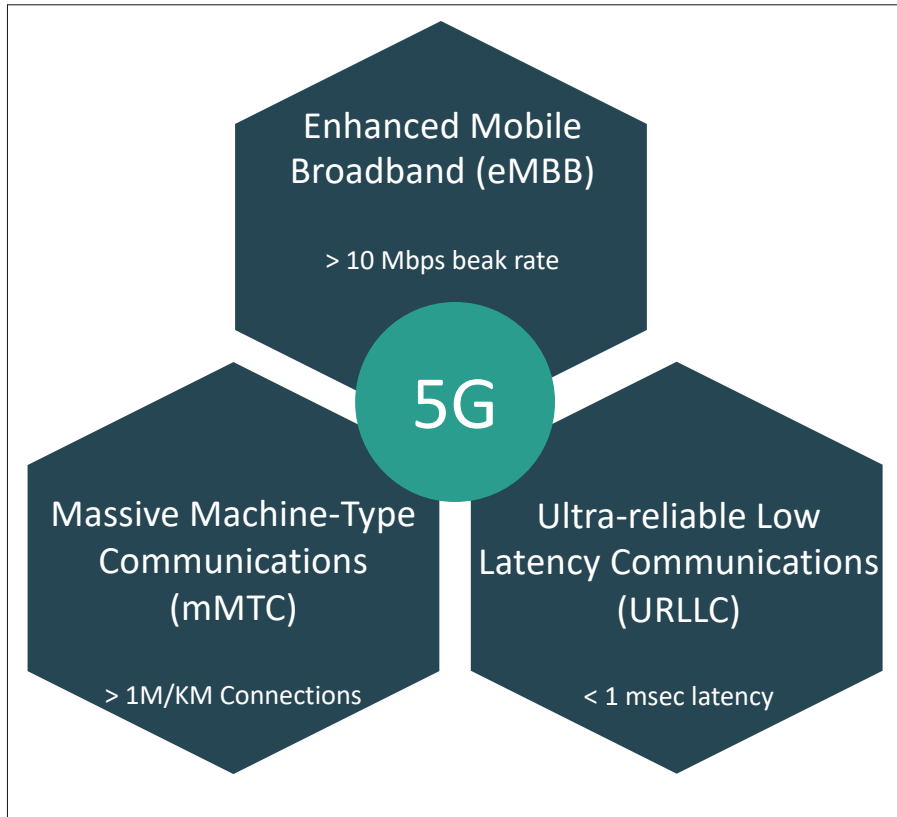 Enhanced Mobile
Broadband (eMBB)
> 10 Mbps beak rate
5G
Massive Machine-Type
Communications
(mMTC)
> 1M/KM Connections
Ultra-reliable Low
Latency Communications
(URLLC)
< 1 msec latency